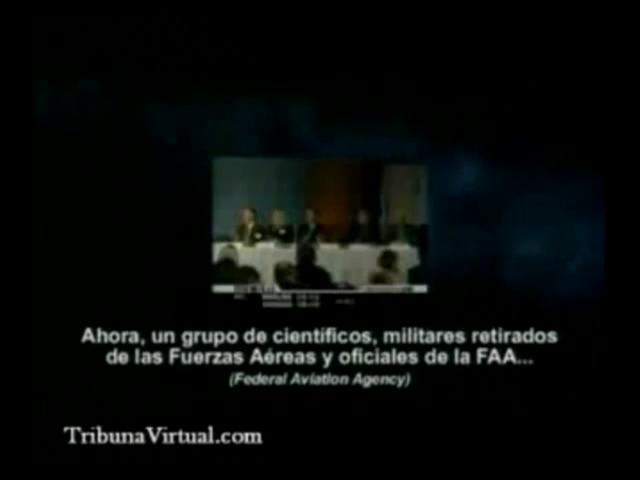 Ahora, un grupo de científicos, militares retirados
de las Fuerzas Aéreas y oficiales de la FAA...
(Federal Aviation Agency)
TribunaVirtual.com